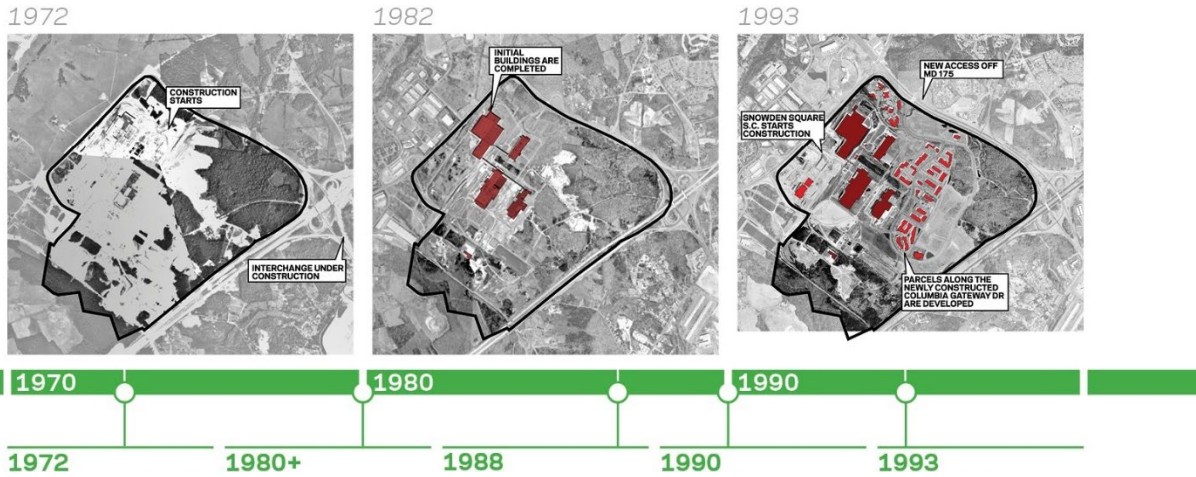 1972
1982
1993
CONSTRUCTION
STARTS
INTERCHANGE UNDER
CONSTRUCTION
INITIAL
BUILDINGS ARE
COMPLETED
NEW ACCESS OFF
MD 175
SNOWDEN SQUARE
S.C. STARTS
CONSTRUCTION
PARCELS ALONG THE
NEWLY CONSTRUCTED
COLUMBIA GATEWAY DR
ARE DEVELOPED
1970
1980
1990
1972
1980+
1988
1990
1993